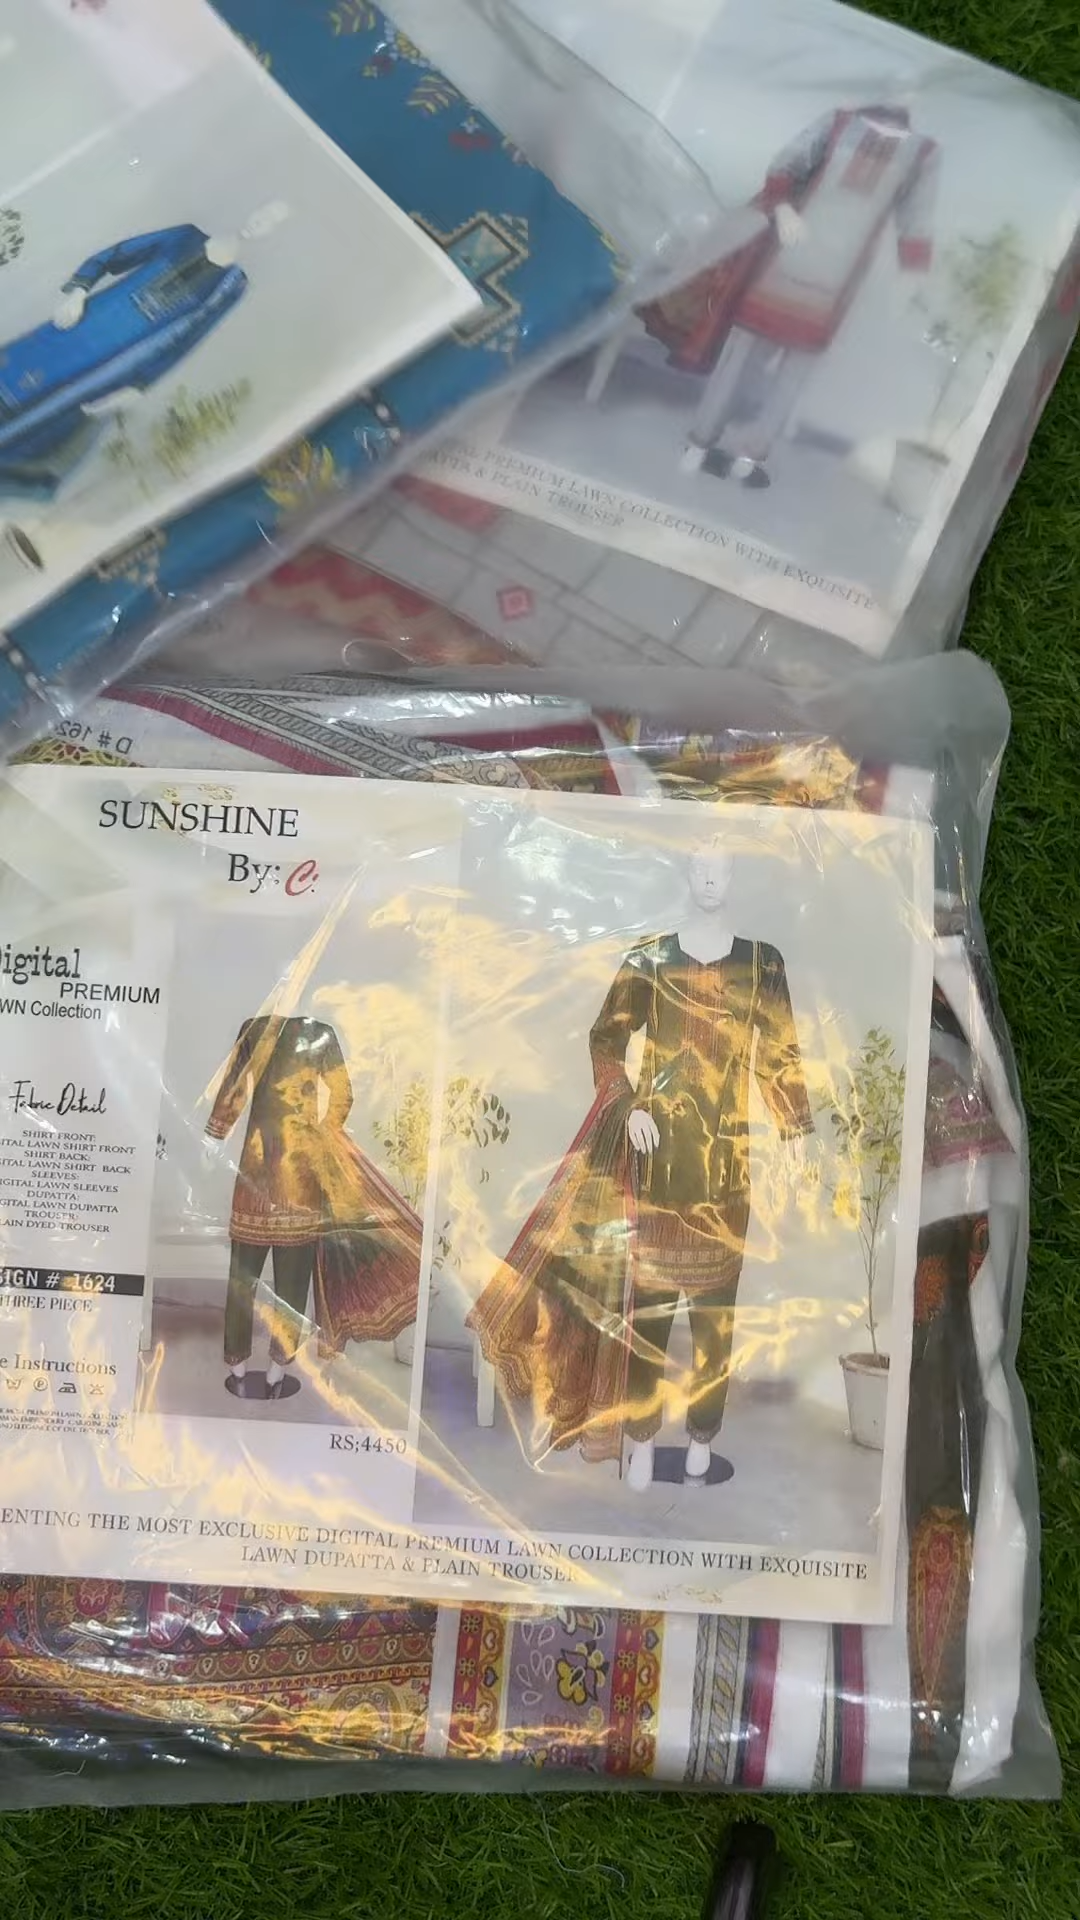 PREMIUM LAWN COLLECTION WITH EXQUISITE
& PLAIN TROUSER
D # 162
SUNSHINE
By: C:
Digital
PREMIUM
WN Collection
Fabric Detail
SHIRT FRONT:
ITAL LAWN SHIRT FRONT
SHIRT BACK:
ITAL LAWN SHIRT BACK
SLEEVES:
IGITAL LAWN SLEEVES
DUPATTA:
GITAL LAWN DUPATTA
TROUSER:
LAIN DYED TROUSER
SIGN # 1624
THREE PIECE
e Instructions
RS;4450
ENTING THE MOST EXCLUSIVE DIGITAL PREMIUM LAWN COLLECTION WITH EXQUISITE
LAWN DUPATTA & PLAIN TROUSER